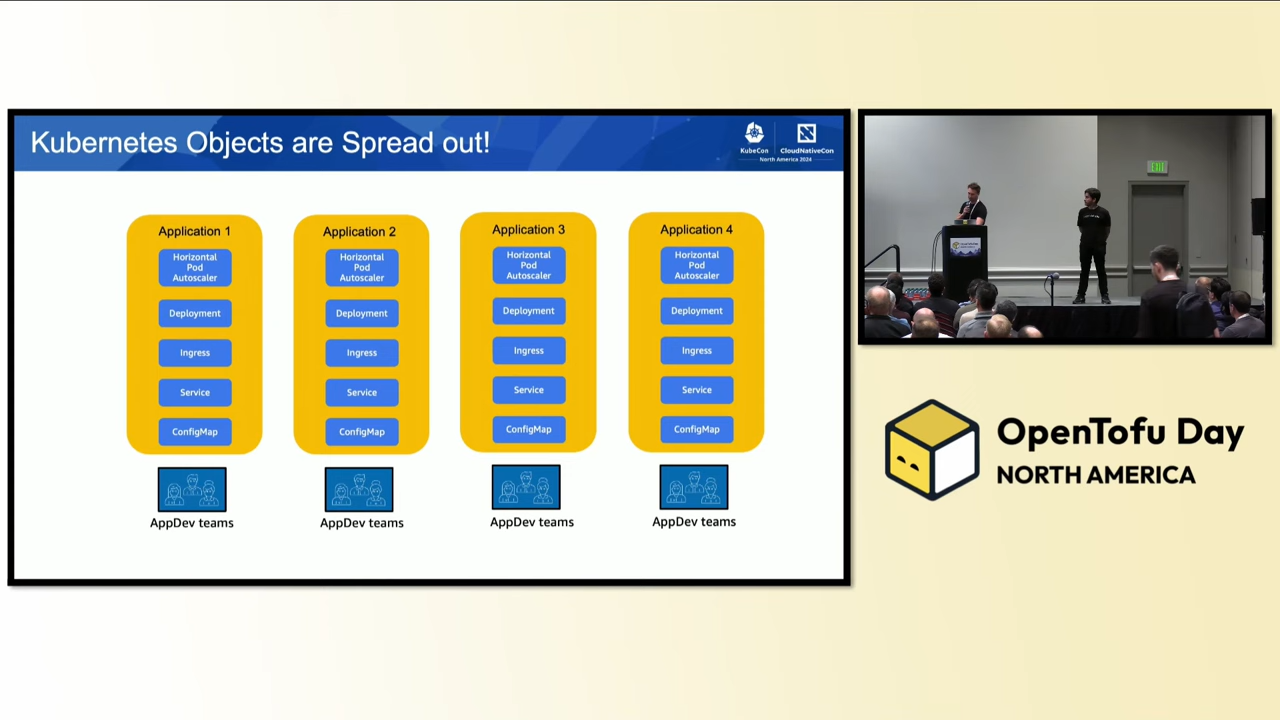 Kubernetes Objects are Spread out!
KubeCon
CloudNativeCon
North America 2024
Application 1
Horizontal
Pod
Autoscaler
Deployment
Ingress
Service
ConfigMap
AppDev teams
Application 2
Horizontal
Pod
Autoscaler
Deployment
Ingress
Service
ConfigMap
AppDev teams
Application 3
Horizontal
Pod
Autoscaler
Deployment
Ingress
Service
ConfigMap
AppDev teams
Application 4
Horizontal
Pod
Autoscaler
Deployment
Ingress
Service
ConfigMap
AppDev teams
EXIT
OpenTofu Day
NORTH AMERICA